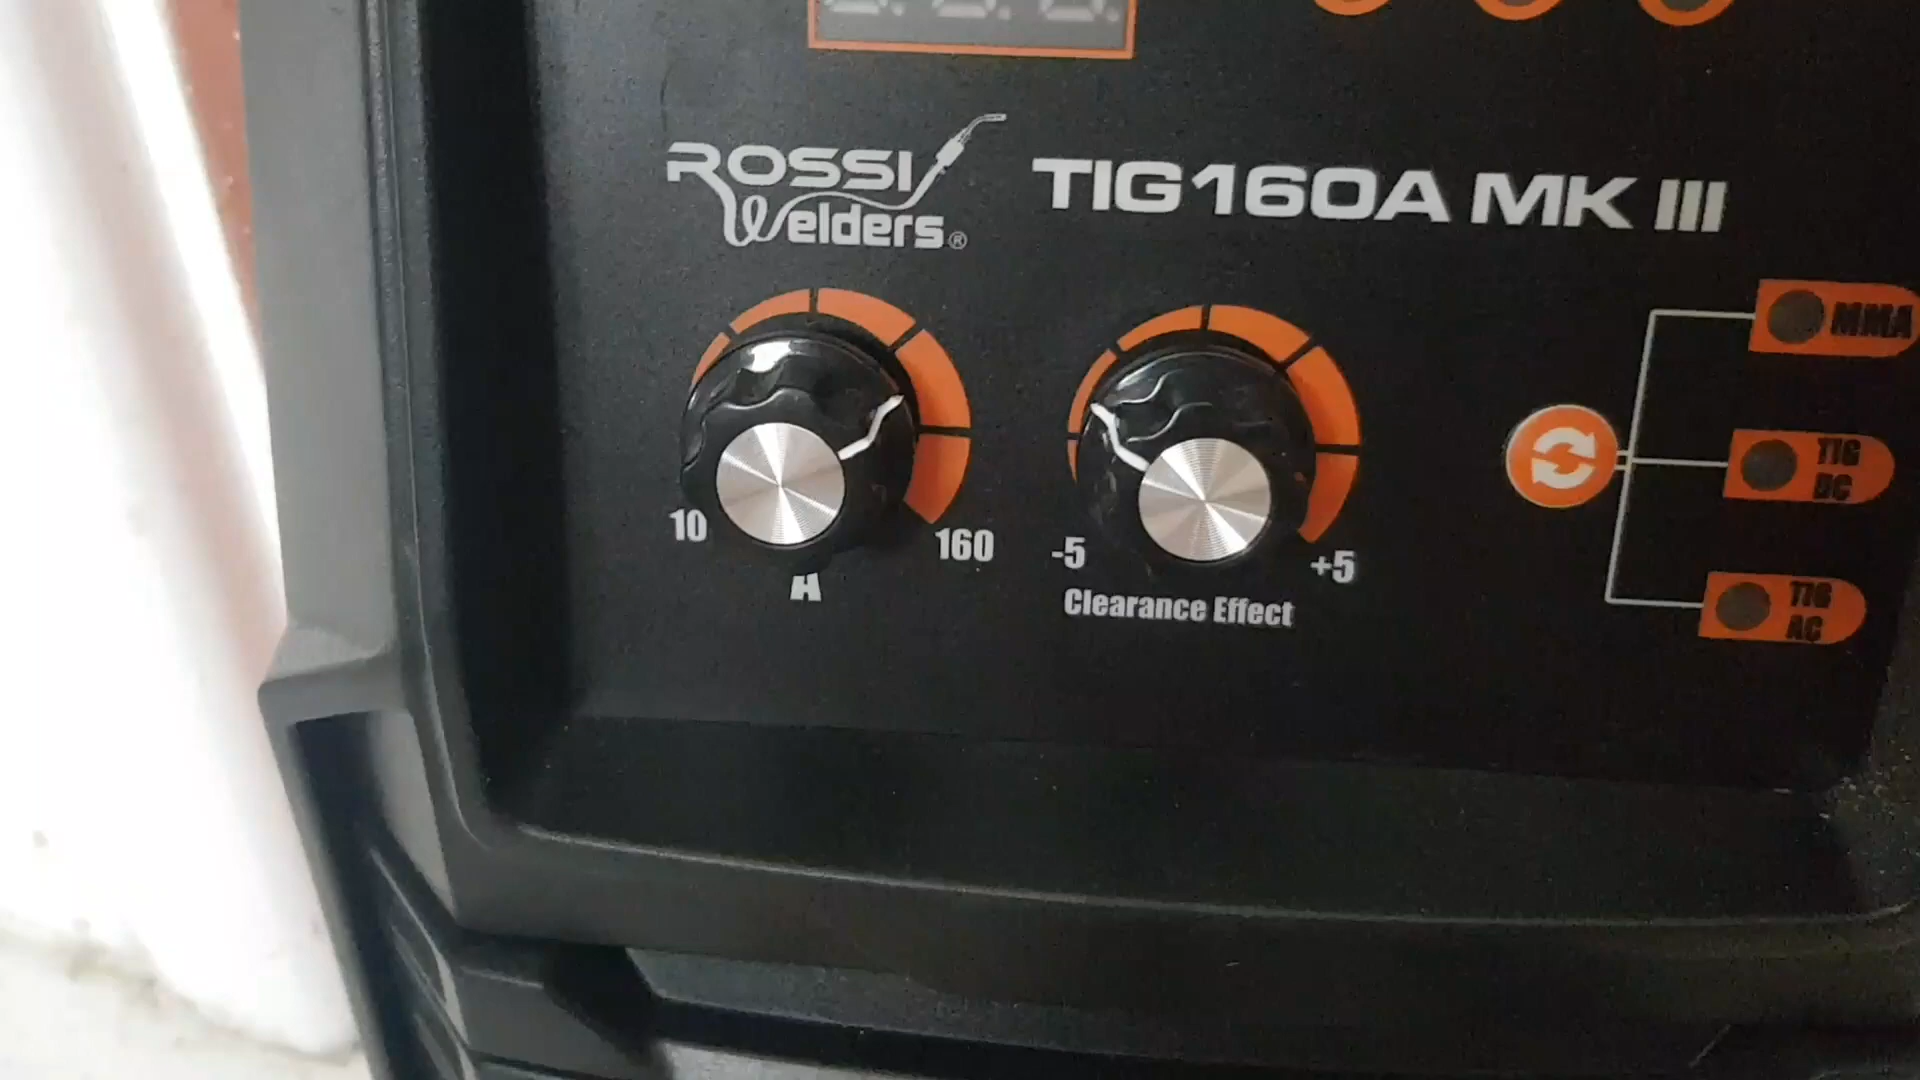 ROSSI
Welders®
TIG160A MK III
10
160
A
-5
+5
Clearance Effect
MMA
TIG
DC
TIG
AC